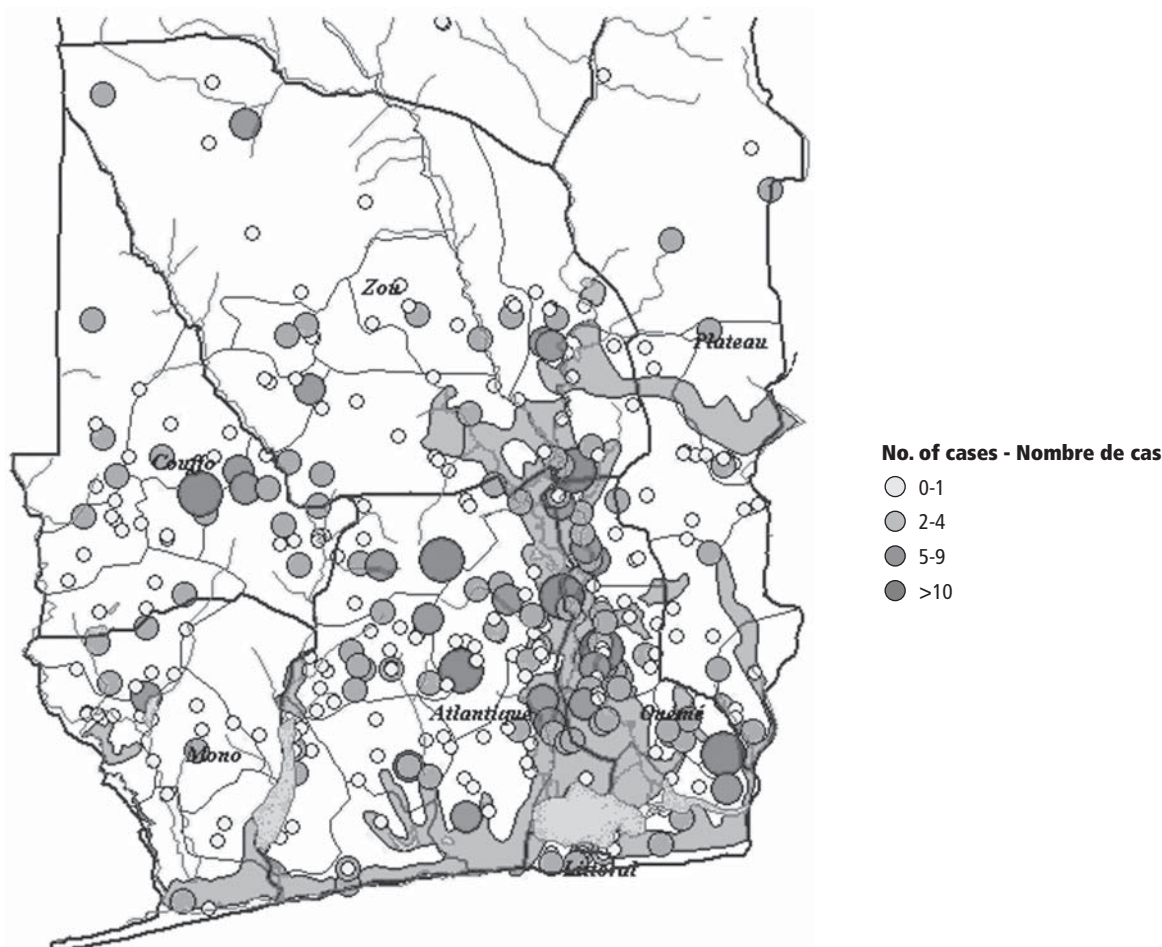 Zou
Plateau
Couffo
Atlantique
Ouémé
Mono
Littoral
No. of cases - Nombre de cas
0-1
2-4
5-9
>10